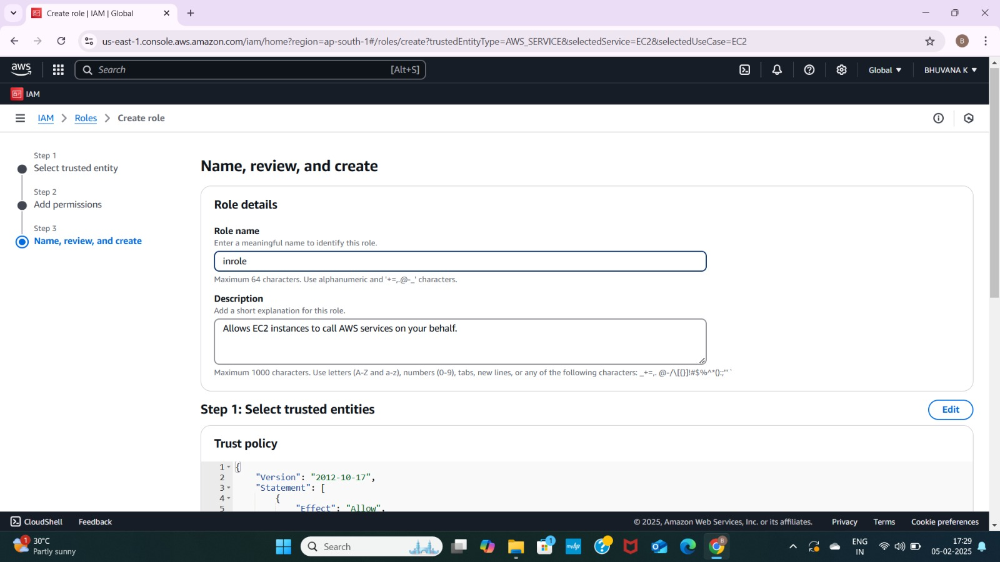 Create role | IAM | Global
us-east-1.console.aws.amazon.com/iam/home?region=ap-south-1#/roles/create?trustedEntityType=AWS_SERVICE&selectedService=EC2&selectedUseCase=EC2
B
aws
Search [Alt+S]
Global
BHUVANA K
IAM
IAM > Roles > Create role
Step 1
Select trusted entity
Step 2
Add permissions
Step 3
Name, review, and create
Name, review, and create
Role details
Role name
Enter a meaningful name to identify this role.
inrole
Maximum 64 characters. Use alphanumeric and '+=,.@-_' characters.
Description
Add a short explanation for this role.
Allows EC2 instances to call AWS services on your behalf.
Maximum 1000 characters. Use letters (A-Z and a-z), numbers (0-9), tabs, new lines, or any of the following characters: _+=,. @-/\[{}]!#$%^*();:"'`
Step 1: Select trusted entities
Edit
Trust policy
1 {
2 "Version": "2012-10-17",
3 "Statement": [
4 {
5 "Effect": "Allow",
CloudShell
Feedback
© 2025, Amazon Web Services, Inc. or its affiliates.
Privacy
Terms
Cookie preferences
1
30°C
Partly sunny
Search
1
myhp
B
ENG
IN
17:29
05-02-2025